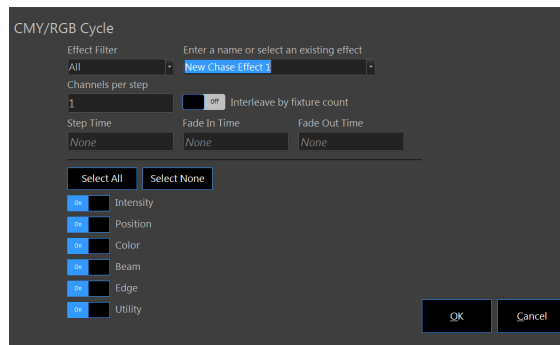 CMY/RGB Cycle
Effect Filter Enter a name or select an existing effect
All New Chase Effect 1
Channels per step
1 Off Interleave by fixture count
Step Time Fade In Time Fade Out Time
None None None
Select All Select None
On Intensity
On Position
On Color
On Beam
On Edge
On Utility
OK Cancel